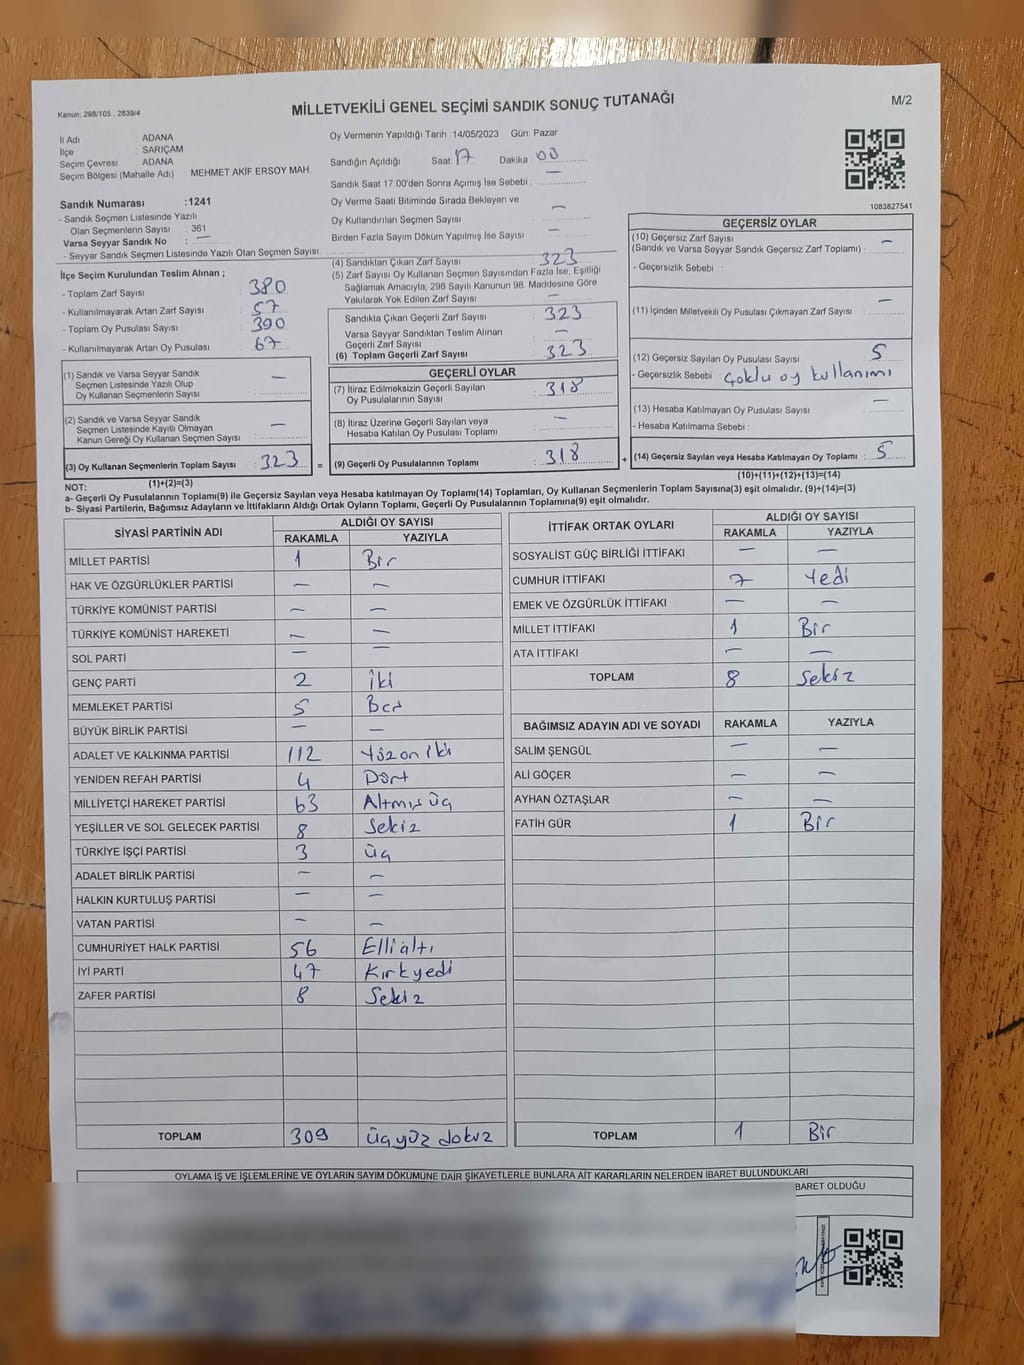 MİLLETVEKİLİ GENEL SEÇİMİ SANDIK SONUÇ TUTANAĞI
M/2
Kanun: 298/105 , 2839/4
İl Adı : ADANA
İlçe : SARIÇAM
Seçim Çevresi : ADANA
Seçim Bölgesi (Mahalle Adı) : MEHMET AKİF ERSOY MAH.
Sandık Numarası :1241
- Sandık Seçmen Listesinde Yazılı
Olan Seçmenlerin Sayısı : 361
Varsa Seyyar Sandık No : —
- Seyyar Sandık Seçmen Listesinde Yazılı Olan Seçmen Sayısı:
İlçe Seçim Kurulundan Teslim Alınan ;
- Toplam Zarf Sayısı : 380
- Kullanılmayarak Artan Zarf Sayısı : 57
- Toplam Oy Pusulası Sayısı : 390
- Kullanılmayarak Artan Oy Pusulası : 67
Oy Vermenin Yapıldığı Tarih :14/05/2023 Gün: Pazar
Sandığın Açıldığı Saat: 17 Dakika: 00
Sandık Saat 17:00'den Sonra Açımış İse Sebebi : —
Oy Verme Saati Bitiminde Sırada Bekleyen ve
Oy Kullandırılan Seçmen Sayısı : —
Birden Fazla Sayım Döküm Yapılmış İse Sayısı : —
(4) Sandıktan Çıkan Zarf Sayısı : 323
(5) Zarf Sayısı Oy Kullanan Seçmen Sayısından Fazla İse, Eşitliği
Sağlamak Amacıyla, 298 Sayılı Kanunun 98. Maddesine Göre
Yakılarak Yok Edilen Zarf Sayısı : —
Sandıkta Çıkan Geçerli Zarf Sayısı : 323
Varsa Seyyar Sandıktan Teslim Alınan
Geçerli Zarf Sayısı : —
(6) Toplam Geçerli Zarf Sayısı : 323
1083827541
GEÇERSİZ OYLAR
(10) Geçersiz Zarf Sayısı : —
(Sandık ve Varsa Seyyar Sandık Geçersiz Zarf Toplamı)
- Geçersizlik Sebebi :
(11) İçinden Milletvekili Oy Pusulası Çıkmayan Zarf Sayısı : —
(12) Geçersiz Sayılan Oy Pusulası Sayısı : 5
- Geçersizlik Sebebi : Çoklu oy kullanımı
(13) Hesaba Katılmayan Oy Pusulası Sayısı : —
- Hesaba Katılmama Sebebi :
(14) Geçersiz Sayılan veya Hesaba Katılmayan Oy Toplamı : 5
(10)+(11)+(12)+(13)=(14)
(1) Sandık ve Varsa Seyyar Sandık
Seçmen Listesinde Yazılı Olup
Oy Kullanan Seçmenlerin Sayısı : —
(2) Sandık ve Varsa Seyyar Sandık
Seçmen Listesinde Kayıtlı Olmayan
Kanun Gereği Oy Kullanan Seçmen Sayısı : —
(3) Oy Kullanan Seçmenlerin Toplam Sayısı : 323 =
(1)+(2)=(3)
GEÇERLİ OYLAR
(7) İtiraz Edilmeksizin Geçerli Sayılan
Oy Pusulalarının Sayısı : 318
(8) İtiraz Üzerine Geçerli Sayılan veya
Hesaba Katılan Oy Pusulası Toplamı : —
(9) Geçerli Oy Pusulalarının Toplamı : 318 +
NOT:
a- Geçerli Oy Pusulalarının Toplamı(9) ile Geçersiz Sayılan veya Hesaba katılmayan Oy Toplamı(14) Toplamları, Oy Kullanan Seçmenlerin Toplam Sayısına(3) eşit olmalıdır. (9)+(14)=(3)
b- Siyasi Partilerin, Bağımsız Adayların ve İttifakların Aldığı Ortak Oyların Toplamı, Geçerli Oy Pusulalarının Toplamına(9) eşit olmalıdır.
SİYASİ PARTİNİN ADI ALDIĞI OY SAYISI
RAKAMLA YAZIYLA
MİLLET PARTİSİ 1 Bir
HAK VE ÖZGÜRLÜKLER PARTİSİ — —
TÜRKİYE KOMÜNİST PARTİSİ — —
TÜRKİYE KOMÜNİST HAREKETİ — —
SOL PARTİ — —
GENÇ PARTİ 2 İki
MEMLEKET PARTİSİ 5 Beş
BÜYÜK BİRLİK PARTİSİ — —
ADALET VE KALKINMA PARTİSİ 112 Yüzon iki
YENİDEN REFAH PARTİSİ 4 Dört
MİLLİYETÇİ HAREKET PARTİSİ 63 Altmış üç
YEŞİLLER VE SOL GELECEK PARTİSİ 8 Sekiz
TÜRKİYE İŞÇİ PARTİSİ 3 üç
ADALET BİRLİK PARTİSİ — —
HALKIN KURTULUŞ PARTİSİ — —
VATAN PARTİSİ — —
CUMHURİYET HALK PARTİSİ 56 Elli altı
İYİ PARTİ 47 Kırkyedi
ZAFER PARTİSİ 8 Sekiz
TOPLAM 309 üçyüz dokuz
İTTİFAK ORTAK OYLARI ALDIĞI OY SAYISI
RAKAMLA YAZIYLA
SOSYALİST GÜÇ BİRLİĞİ İTTİFAKI — —
CUMHUR İTTİFAKI 7 Yedi
EMEK VE ÖZGÜRLÜK İTTİFAKI — —
MİLLET İTTİFAKI 1 Bir
ATA İTTİFAKI — —
TOPLAM 8 Sekiz
BAĞIMSIZ ADAYIN ADI VE SOYADI RAKAMLA YAZIYLA
SALİM ŞENGÜL — —
ALİ GÖÇER — —
AYHAN ÖZTAŞLAR — —
FATİH GÜR 1 Bir
TOPLAM 1 Bir
OYLAMA İŞ VE İŞLEMLERİNE VE OYLARIN SAYIM DÖKÜMÜNE DAİR ŞİKAYETLERLE BUNLARA AİT KARARLARIN NELERDEN İBARET BULUNDUKLARI
BARET OLDUĞU